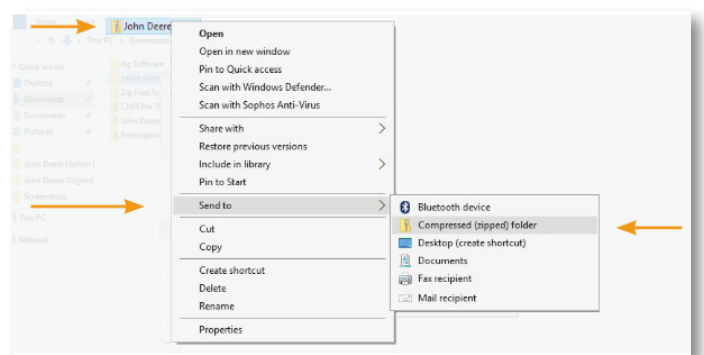 John Deere
This PC > Downloads
Quick access
Desktop
Downloads
Documents
Pictures
John Deere Hunter
John Deere Original
Screenshots
This PC
Network
Ag Software
Zip Files
CNH Pro
John Deere
Prescription
Open
Open in new window
Pin to Quick access
Scan with Windows Defender...
Scan with Sophos Anti-Virus
Share with
Restore previous versions
Include in library
Pin to Start
Send to
Cut
Copy
Create shortcut
Delete
Rename
Properties
Bluetooth device
Compressed (zipped) folder
Desktop (create shortcut)
Documents
Fax recipient
Mail recipient